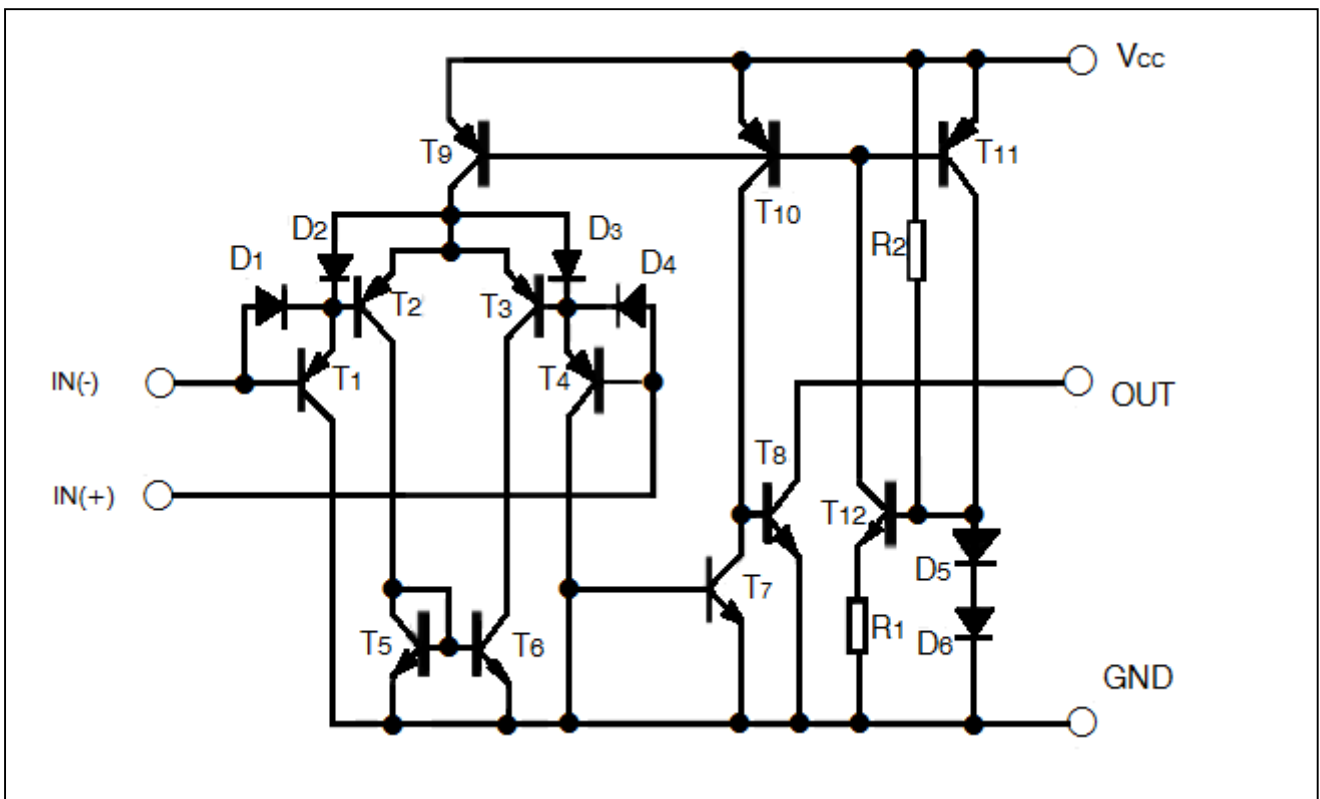 Vcc
T9
T10
T11
D2
D3
D1
D4
R2
T2
T3
IN(-)
T1
T4
OUT
T8
IN(+)
T12
D5
T7
R1
T5
T6
D6
GND